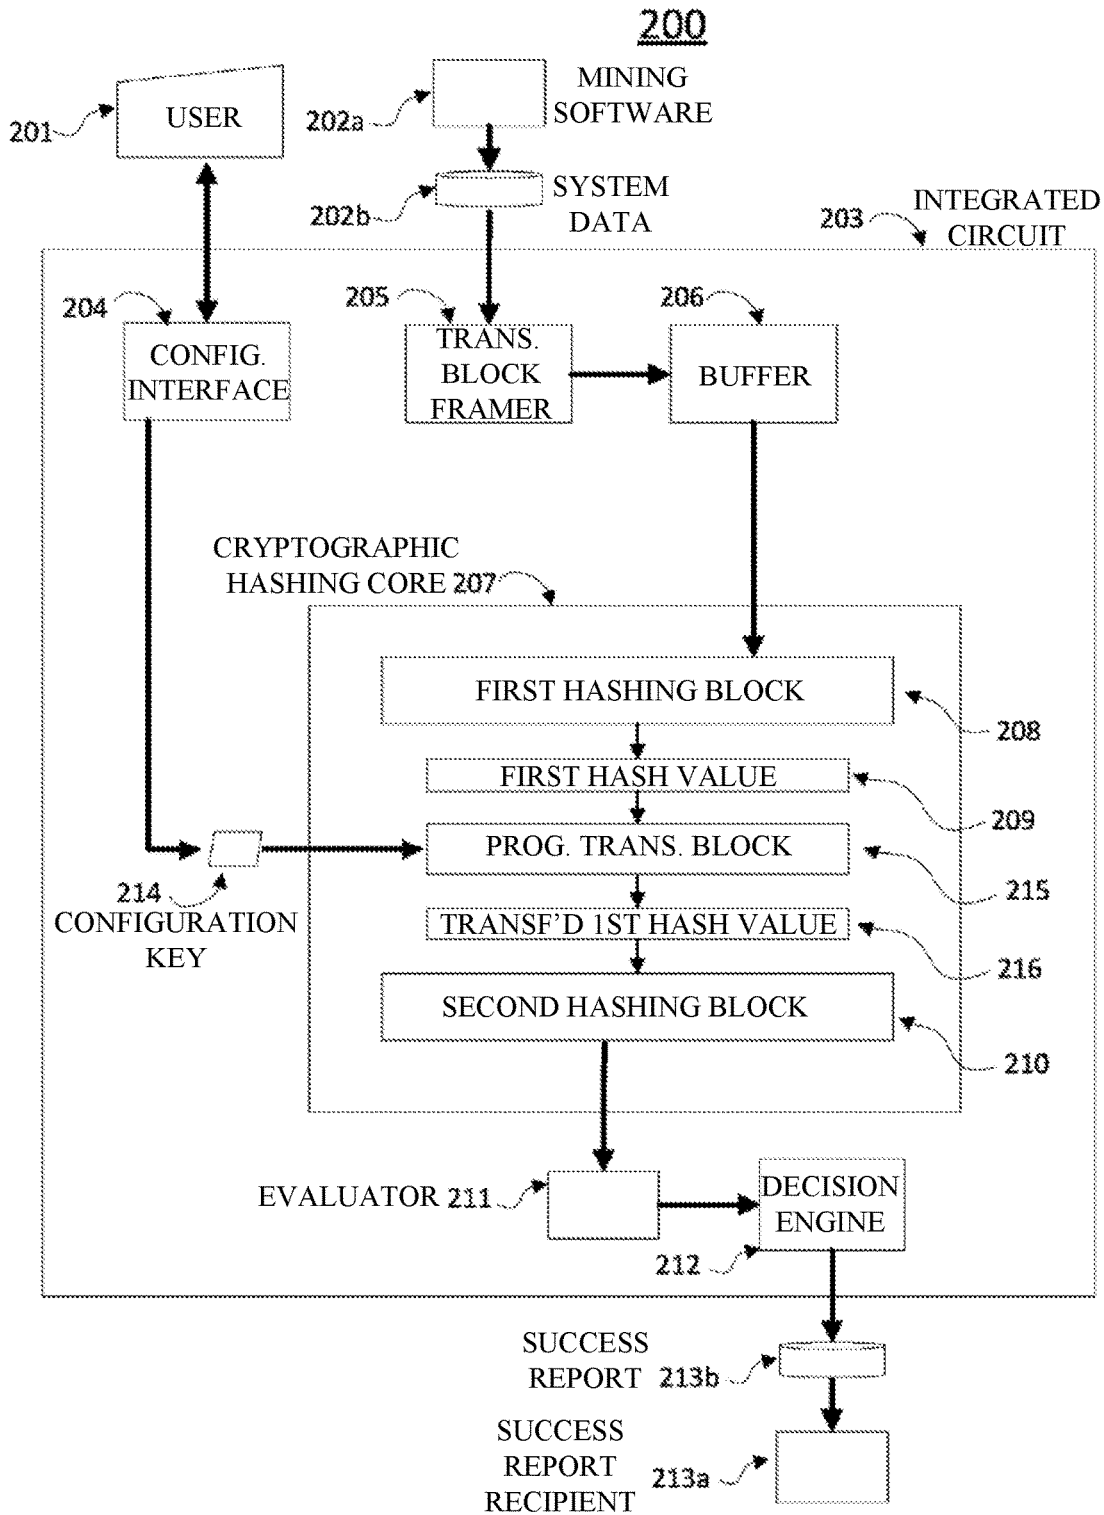 200
USER
201
MINING
SOFTWARE
202a
SYSTEM
DATA
202b
INTEGRATED
CIRCUIT
203
204
CONFIG.
INTERFACE
205
TRANS.
BLOCK
FRAMER
206
BUFFER
CRYPTOGRAPHIC
HASHING CORE 207
FIRST HASHING BLOCK
208
FIRST HASH VALUE
209
PROG. TRANS. BLOCK
215
214
CONFIGURATION
KEY
TRANSF'D 1ST HASH VALUE
216
SECOND HASHING BLOCK
210
EVALUATOR 211
DECISION
ENGINE
212
SUCCESS
REPORT 213b
SUCCESS
REPORT
RECIPIENT
213a